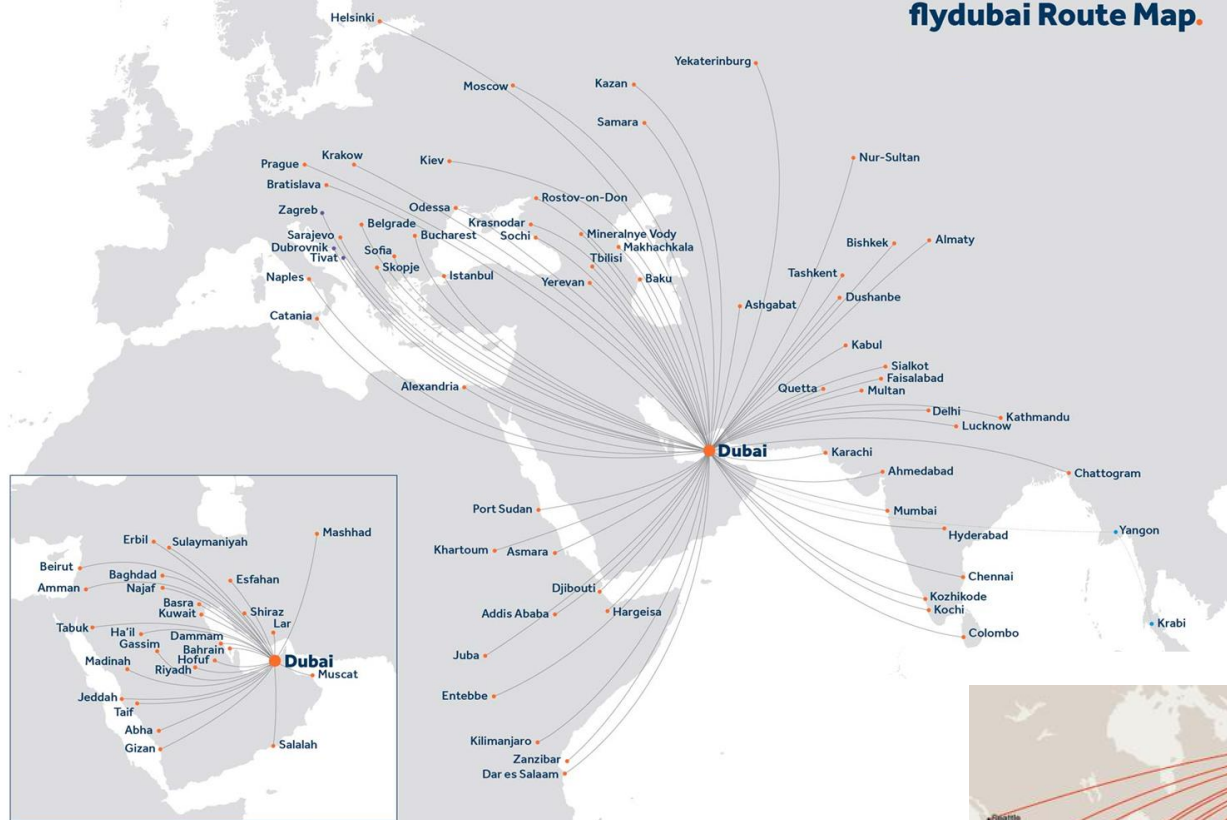 flydubai Route Map.
Helsinki
Moscow
Kazan
Yekaterinburg
Samara
Nur-Sultan
Prague
Krakow
Kiev
Bratislava
Zagreb
Odessa
Rostov-on-Don
Belgrade
Krasnodar
Sarajevo
Bucharest
Sochi
Mineralnye Vody
Dubrovnik
Sofia
Makhachkala
Tivat
Skopje
Tbilisi
Bishkek
Almaty
Naples
Istanbul
Yerevan
Baku
Tashkent
Catania
Ashgabat
Dushanbe
Kabul
Sialkot
Faisalabad
Alexandria
Quetta
Multan
Delhi
Kathmandu
Lucknow
Dubai
Karachi
Ahmedabad
Chattogram
Port Sudan
Mumbai
Yangon
Hyderabad
Khartoum
Asmara
Chennai
Djibouti
Kozhikode
Addis Ababa
Hargeisa
Kochi
Krabi
Colombo
Juba
Entebbe
Kilimanjaro
Zanzibar
Dar es Salaam
Mashhad
Erbil
Sulaymaniyah
Beirut
Baghdad
Esfahan
Amman
Najaf
Basra
Kuwait
Shiraz
Lar
Tabuk
Ha'il
Dammam
Gassim
Bahrain
Hofuf
Madinah
Riyadh
Dubai
Muscat
Jeddah
Taif
Abha
Gizan
Salalah
Seattle